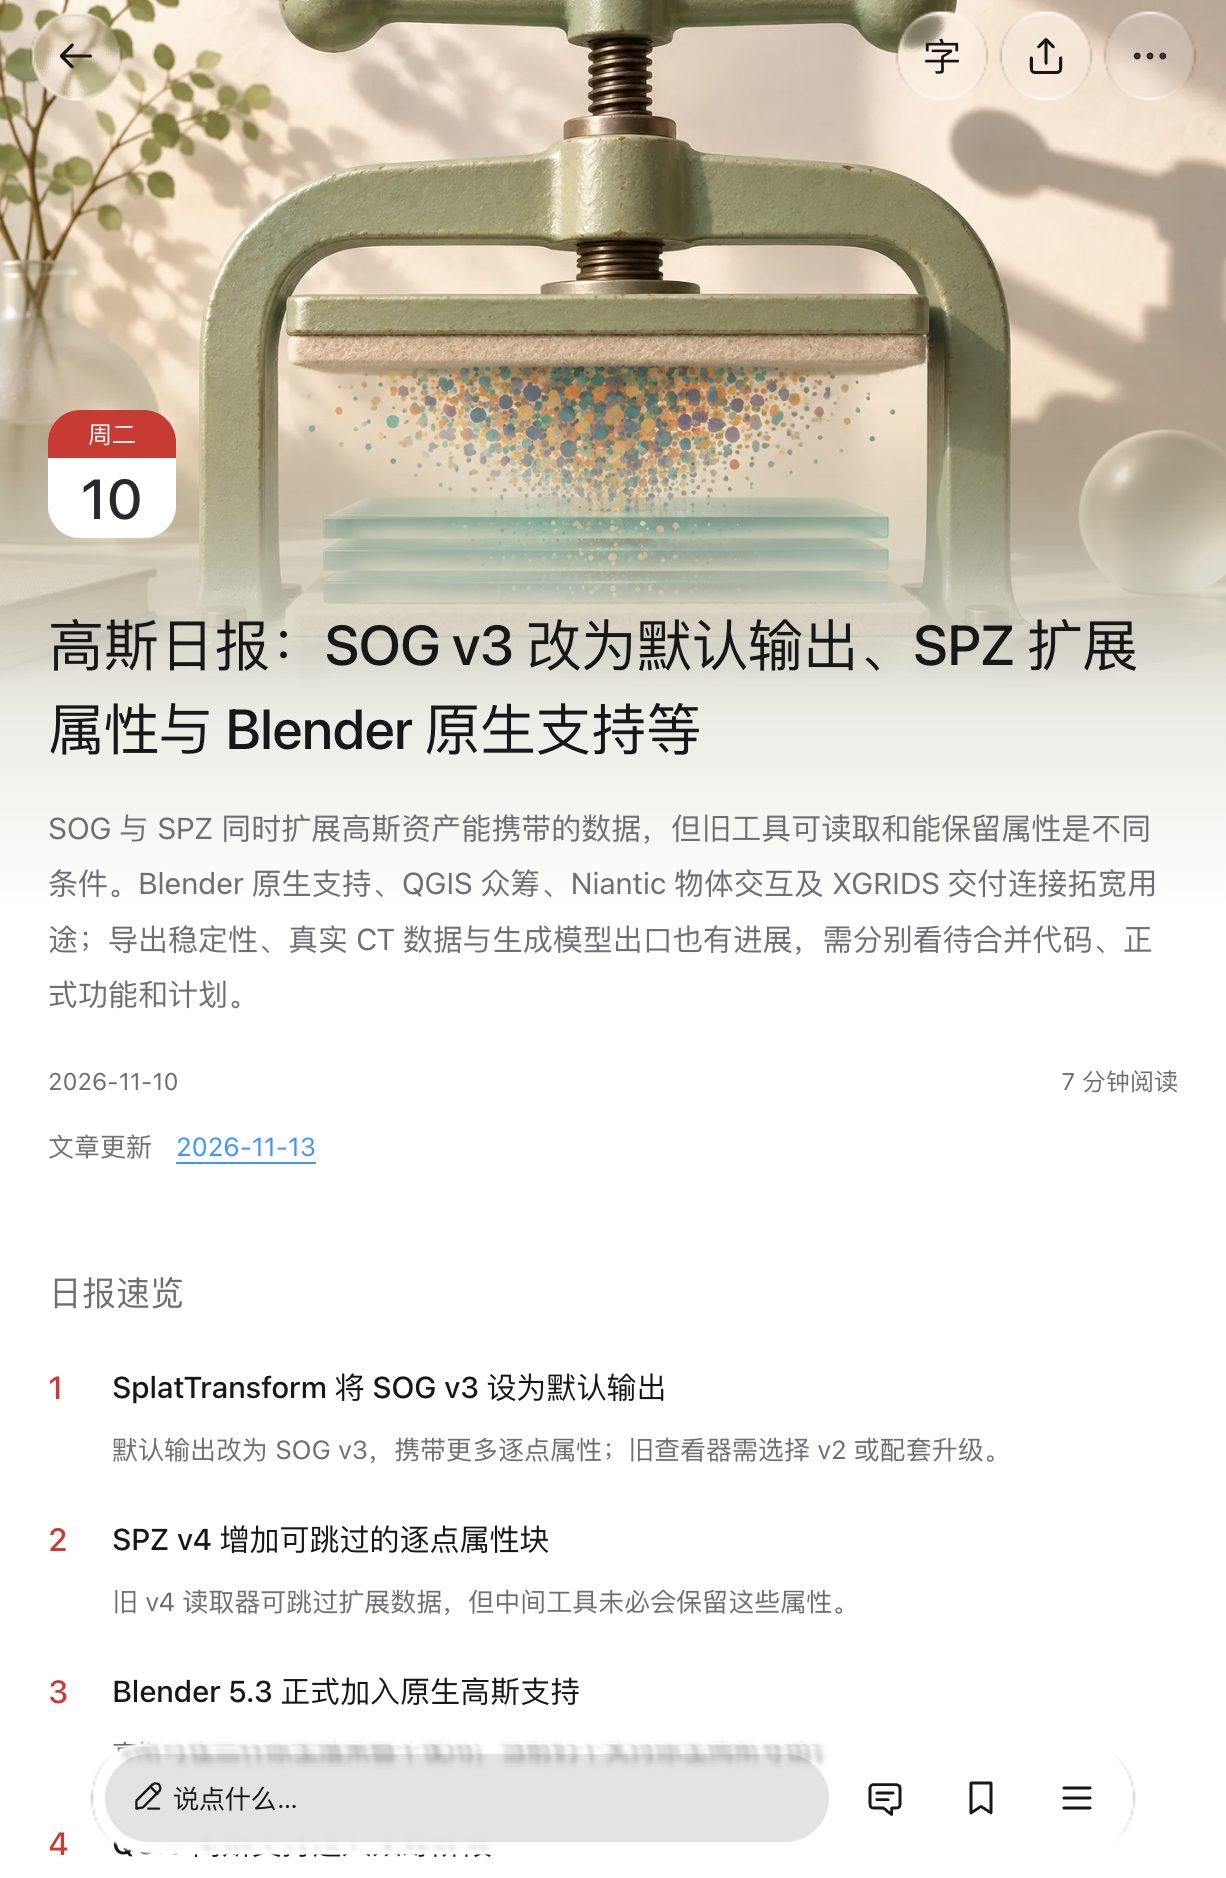 字
周二
10
高斯日报：SOG v3 改为默认输出、SPZ 扩展
属性与 Blender 原生支持等
SOG 与 SPZ 同时扩展高斯资产能携带的数据，但旧工具可读取和能保留属性是不同
条件。Blender 原生支持、QGIS 众筹、Niantic 物体交互及 XGRIDS 交付连接拓宽用
途；导出稳定性、真实 CT 数据与生成模型出口也有进展，需分别看待合并代码、正
式功能和计划。
2026-11-10
7 分钟阅读
文章更新 2026-11-13
日报速览
1 SplatTransform 将 SOG v3 设为默认输出
默认输出改为 SOG v3，携带更多逐点属性；旧查看器需选择 v2 或配套升级。
2 SPZ v4 增加可跳过的逐点属性块
旧 v4 读取器可跳过扩展数据，但中间工具未必会保留这些属性。
3 Blender 5.3 正式加入原生高斯支持
说点什么...
4